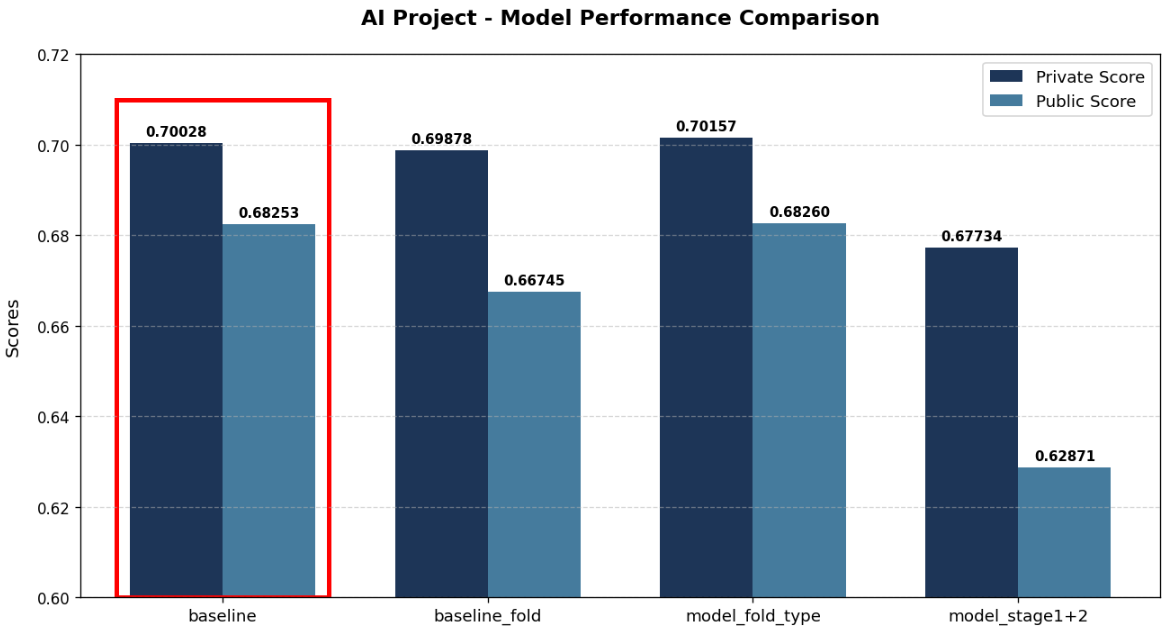 AI Project - Model Performance Comparison
Scores
0.72
0.70
0.68
0.66
0.64
0.62
0.60
Private Score
Public Score
0.70028
0.68253
0.69878
0.66745
0.70157
0.68260
0.67734
0.62871
baseline
baseline_fold
model_fold_type
model_stage1+2